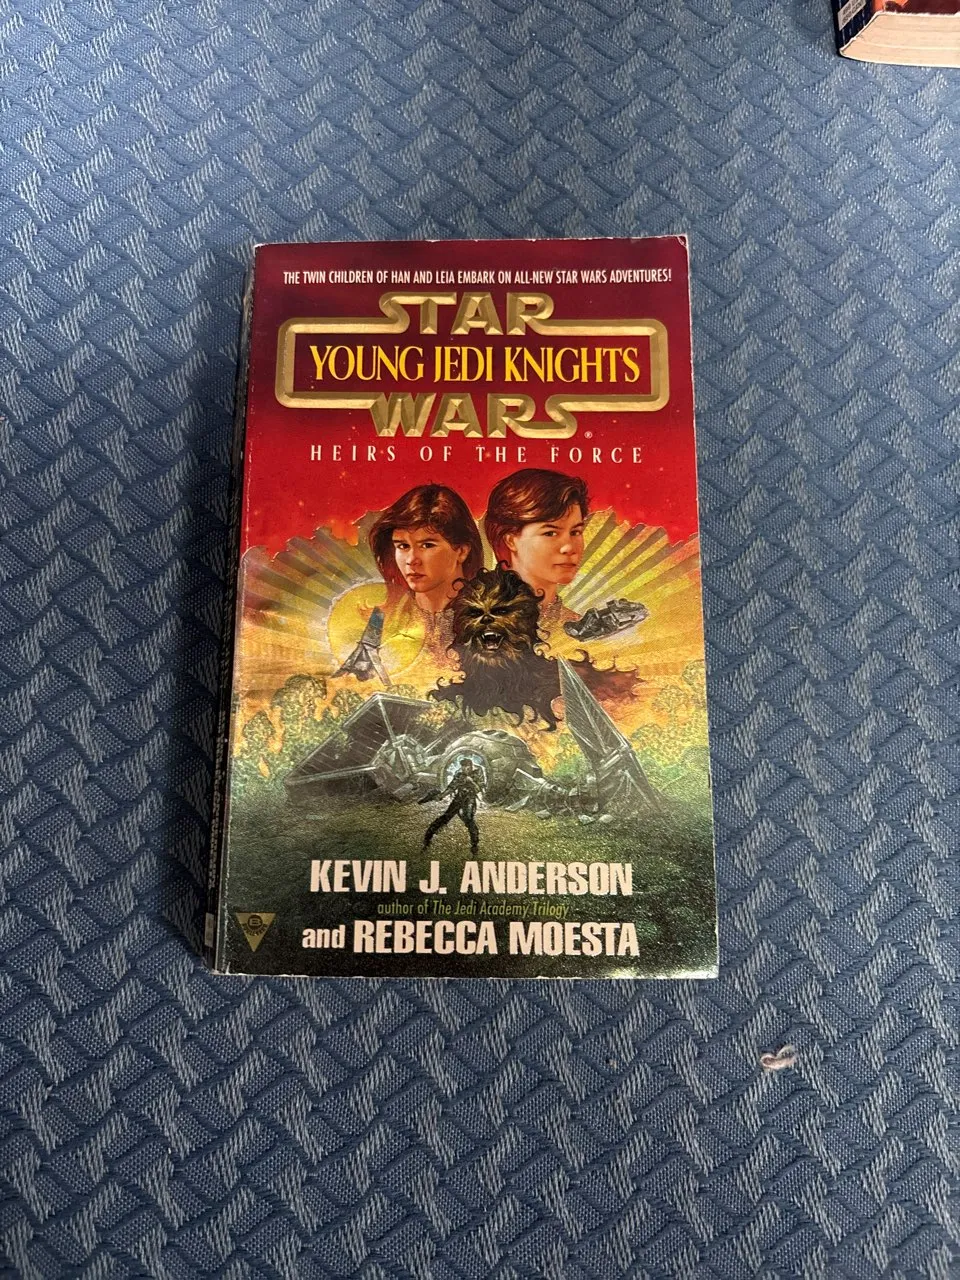 THE TWIN CHILDREN OF HAN AND LEIA EMBARK ON ALL-NEW STAR WARS ADVENTURES!
STAR
YOUNG JEDI KNIGHTS
WARS®
HEIRS OF THE FORCE
KEVIN J. ANDERSON
author of The Jedi Academy Trilogy
and REBECCA MOESTA